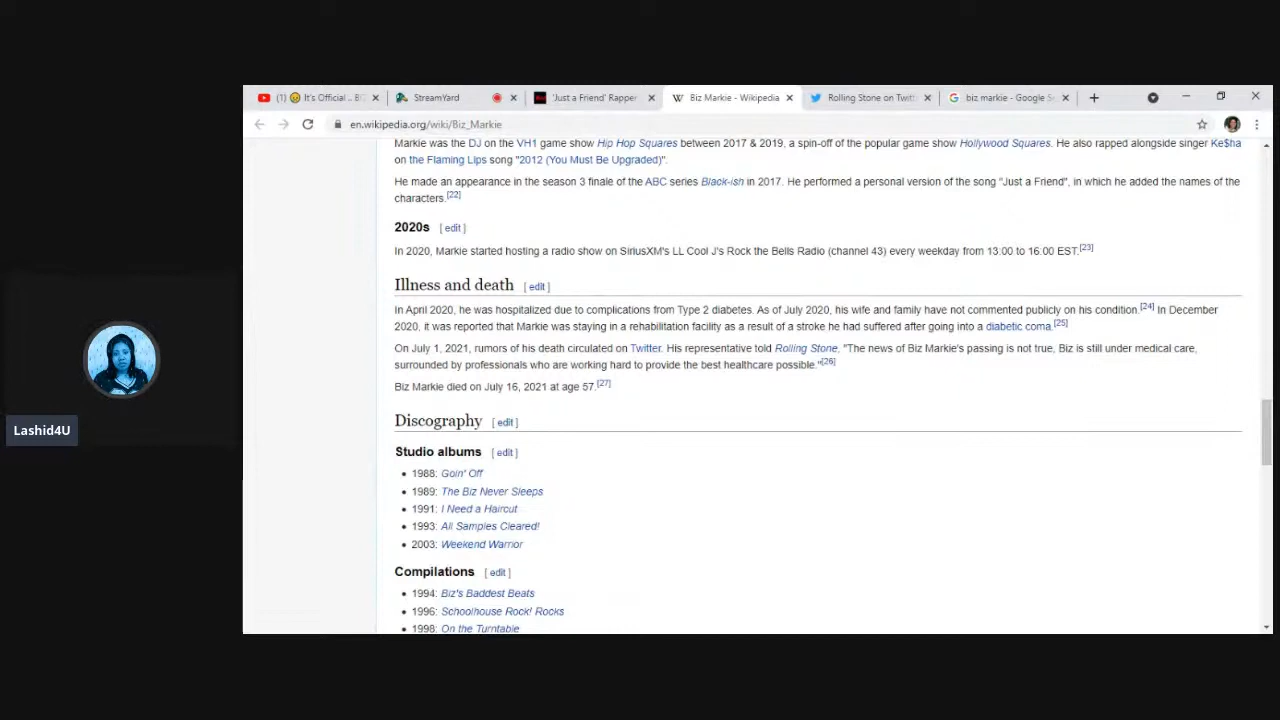 (1) 😢 It's Official .. BI
StreamYard
'Just a Friend' Rapper
Biz Markie - Wikipedia
Rolling Stone on Twitt
biz markie - Google S
en.wikipedia.org/wiki/Biz_Markie
Markie was the DJ on the VH1 game show Hip Hop Squares between 2017 & 2019, a spin-off of the popular game show Hollywood Squares. He also rapped alongside singer Ke$ha
on the Flaming Lips song "2012 (You Must Be Upgraded)".
He made an appearance in the season 3 finale of the ABC series Black-ish in 2017. He performed a personal version of the song "Just a Friend", in which he added the names of the
characters.[22]
2020s [ edit ]
In 2020, Markie started hosting a radio show on SiriusXM's LL Cool J's Rock the Bells Radio (channel 43) every weekday from 13:00 to 16:00 EST.[23]
Illness and death [ edit ]
In April 2020, he was hospitalized due to complications from Type 2 diabetes. As of July 2020, his wife and family have not commented publicly on his condition.[24] In December
2020, it was reported that Markie was staying in a rehabilitation facility as a result of a stroke he had suffered after going into a diabetic coma.[25]
On July 1, 2021, rumors of his death circulated on Twitter. His representative told Rolling Stone, "The news of Biz Markie's passing is not true, Biz is still under medical care,
surrounded by professionals who are working hard to provide the best healthcare possible."[26]
Biz Markie died on July 16, 2021 at age 57.[27]
Lashid4U
Discography [ edit ]
Studio albums [ edit ]
• 1988: Goin' Off
• 1989: The Biz Never Sleeps
• 1991: I Need a Haircut
• 1993: All Samples Cleared!
• 2003: Weekend Warrior
Compilations [ edit ]
• 1994: Biz's Baddest Beats
• 1996: Schoolhouse Rock! Rocks
• 1998: On the Turntable